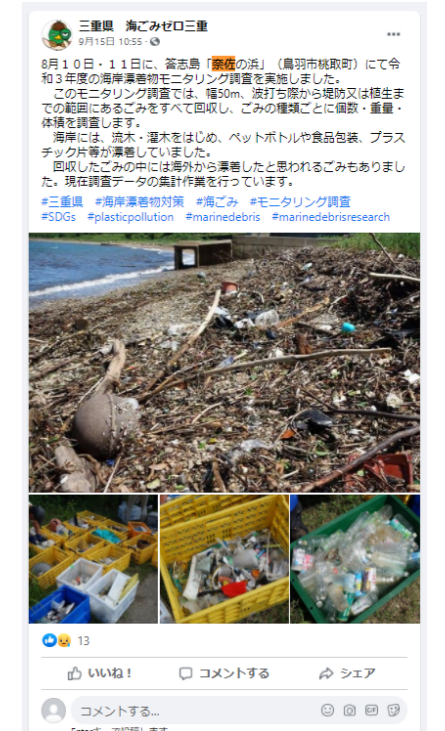 三重県 海ごみゼロ三重
9月15日 10:55
8月10日・11日に、答志島「奈佐の浜」（鳥羽市桃取町）にて令
和3年度の海岸漂着物モニタリング調査を実施しました。
このモニタリング調査では、幅50m、波打ち際から堤防又は植生ま
での範囲にあるごみをすべて回収し、ごみの種類ごとに個数・重量・
体積を調査します。
海岸には、流木・灌木をはじめ、ペットボトルや食品包装、プラス
チック片等が漂着していました。
回収したごみの中には海外から漂着したと思われるごみもありまし
た。現在調査データの集計作業を行っています。
#三重県 #海岸漂着物対策 #海ごみ #モニタリング調査
#SDGs #plasticpollution #marinedebris #marinedebrisresearch
13
いいね！ コメントする シェア
コメントする...
GIF